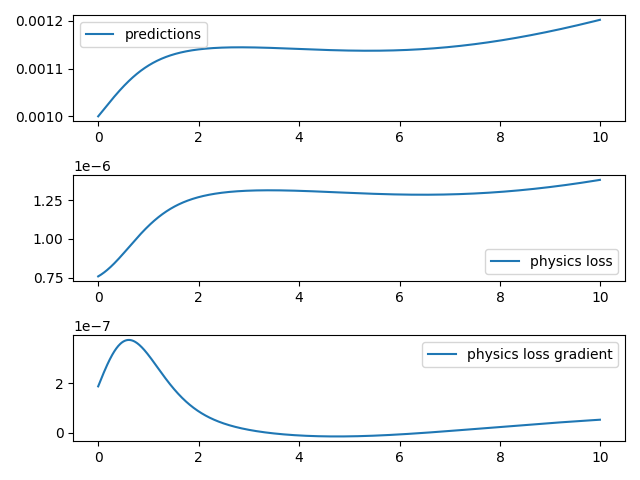 0.0012
predictions
0.0011
0.0010
0 2 4 6 8 10
1e−6
1.25
1.00
physics loss
0.75
0 2 4 6 8 10
1e−7
physics loss gradient
2
0
0 2 4 6 8 10